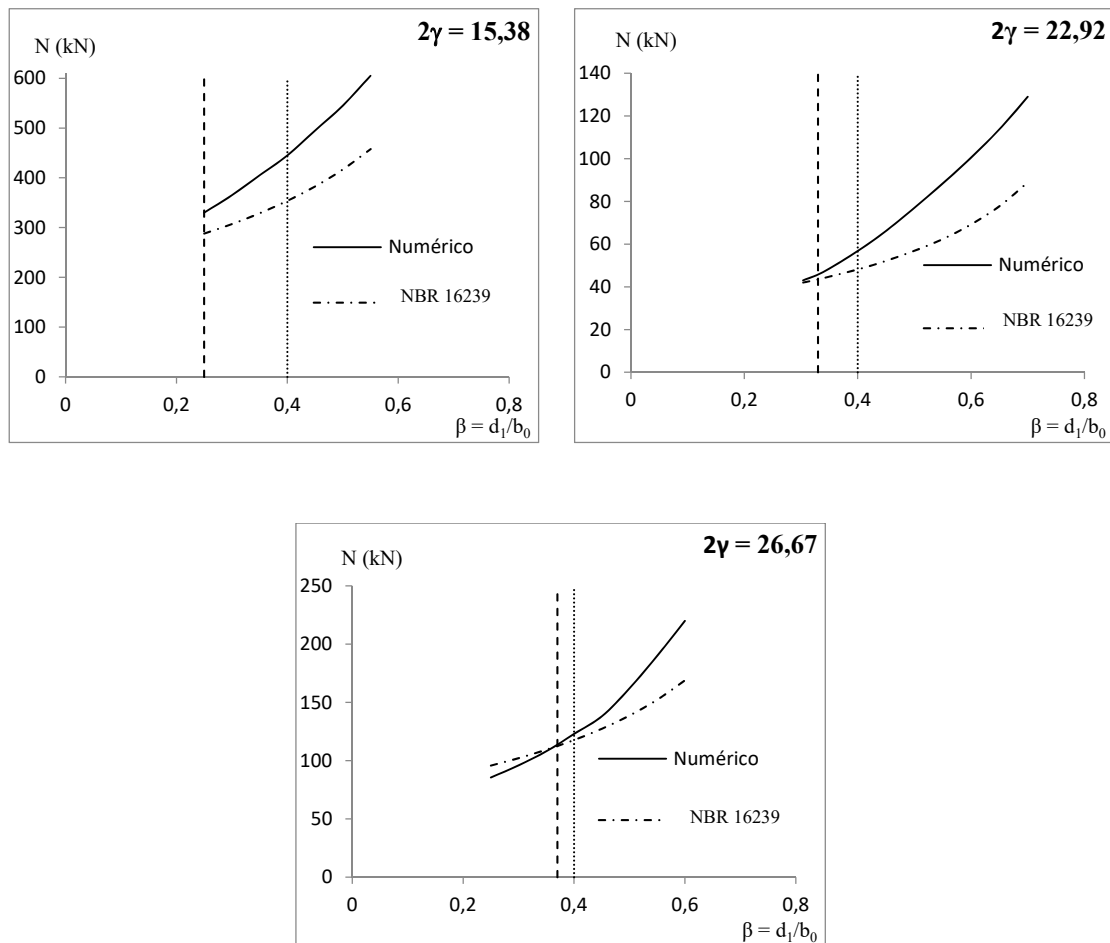 2γ = 15,38
N (kN)
600
500
400
300
200
100
0
Numérico
NBR 16239
0 0,2 0,4 0,6 0,8
β = d₁/b₀
2γ = 22,92
N (kN)
140
120
100
80
60
40
20
0
Numérico
NBR 16239
0 0,2 0,4 0,6 0,8
β = d₁/b₀
2γ = 26,67
N (kN)
250
200
150
100
50
0
Numérico
NBR 16239
0 0,2 0,4 0,6 0,8
β = d₁/b₀